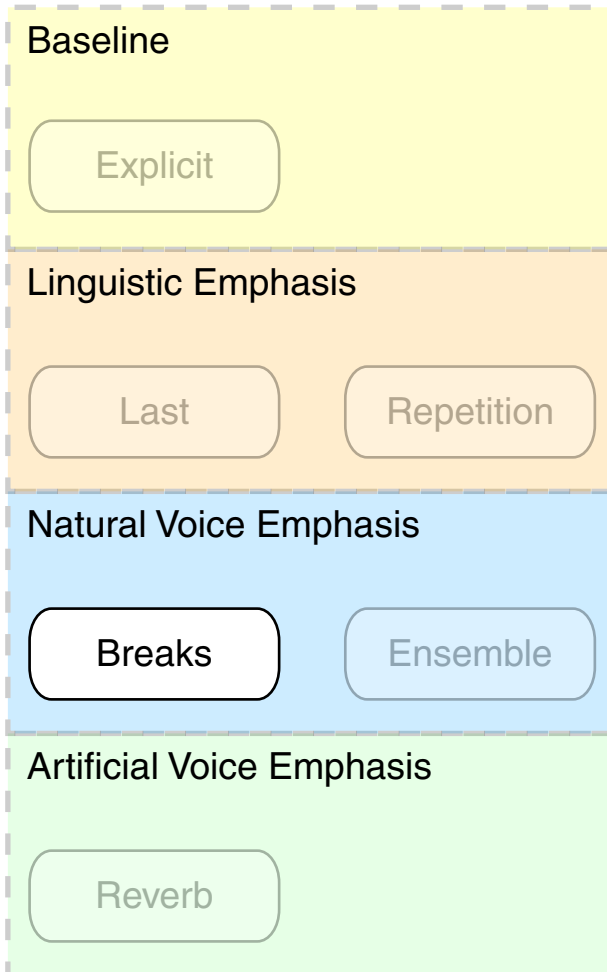 Baseline
Explicit
Linguistic Emphasis
Last Repetition
Natural Voice Emphasis
Breaks Ensemble
Artificial Voice Emphasis
Reverb